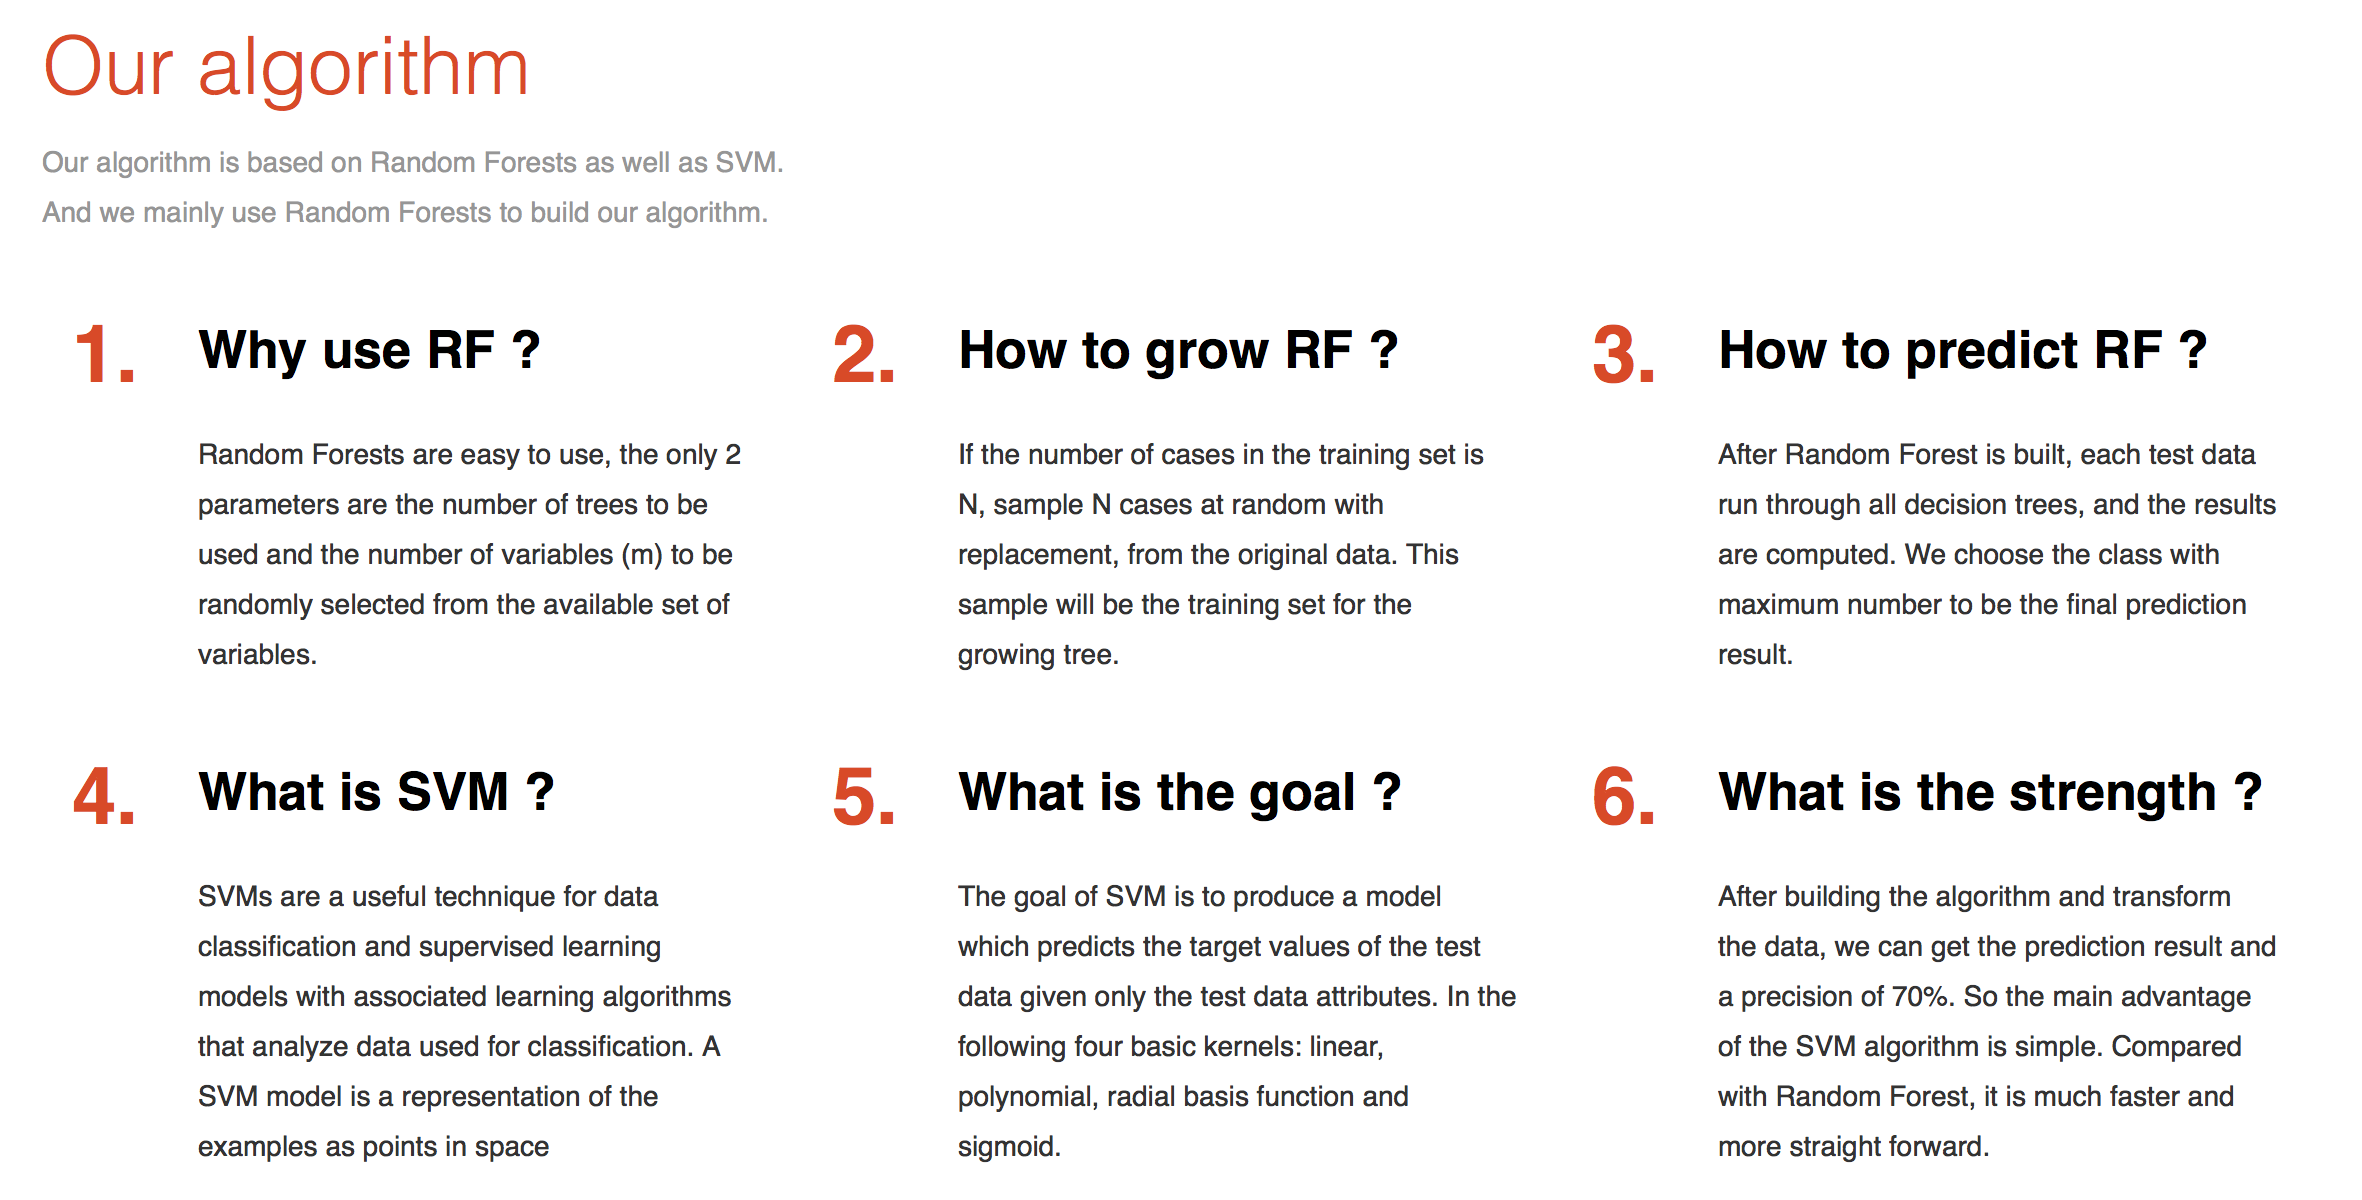 Our algorithm
Our algorithm is based on Random Forests as well as SVM.
And we mainly use Random Forests to build our algorithm.
1. Why use RF ?
Random Forests are easy to use, the only 2
parameters are the number of trees to be
used and the number of variables (m) to be
randomly selected from the available set of
variables.
2. How to grow RF ?
If the number of cases in the training set is
N, sample N cases at random with
replacement, from the original data. This
sample will be the training set for the
growing tree.
3. How to predict RF ?
After Random Forest is built, each test data
run through all decision trees, and the results
are computed. We choose the class with
maximum number to be the final prediction
result.
4. What is SVM ?
SVMs are a useful technique for data
classification and supervised learning
models with associated learning algorithms
that analyze data used for classification. A
SVM model is a representation of the
examples as points in space
5. What is the goal ?
The goal of SVM is to produce a model
which predicts the target values of the test
data given only the test data attributes. In the
following four basic kernels: linear,
polynomial, radial basis function and
sigmoid.
6. What is the strength ?
After building the algorithm and transform
the data, we can get the prediction result and
a precision of 70%. So the main advantage
of the SVM algorithm is simple. Compared
with Random Forest, it is much faster and
more straight forward.